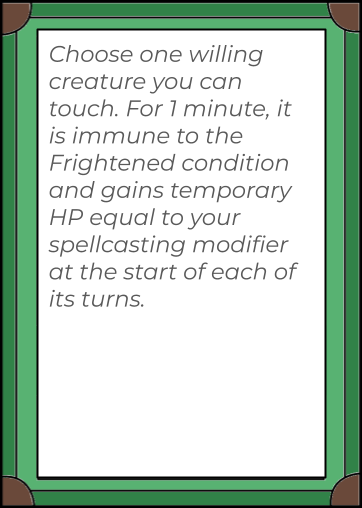 Choose one willing
creature you can
touch. For 1 minute, it
is immune to the
Frightened condition
and gains temporary
HP equal to your
spellcasting modifier
at the start of each of
its turns.